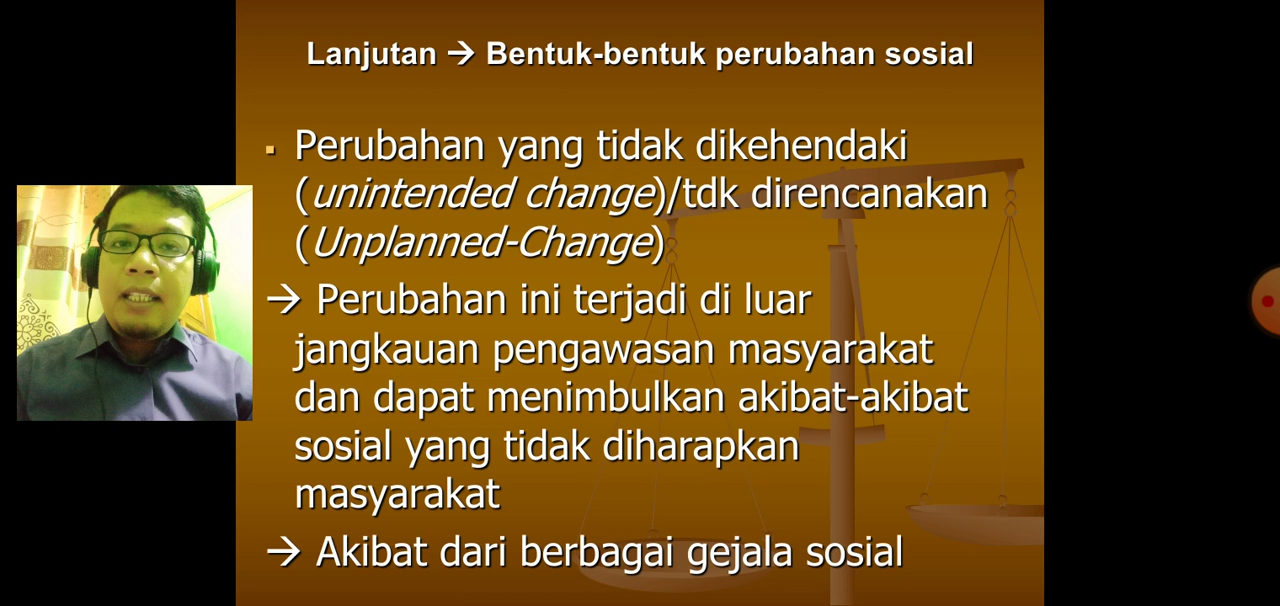 Lanjutan → Bentuk-bentuk perubahan sosial
▪ Perubahan yang tidak dikehendaki
(unintended change)/tdk direncanakan
(Unplanned-Change)
→ Perubahan ini terjadi di luar
jangkauan pengawasan masyarakat
dan dapat menimbulkan akibat-akibat
sosial yang tidak diharapkan
masyarakat
→ Akibat dari berbagai gejala sosial